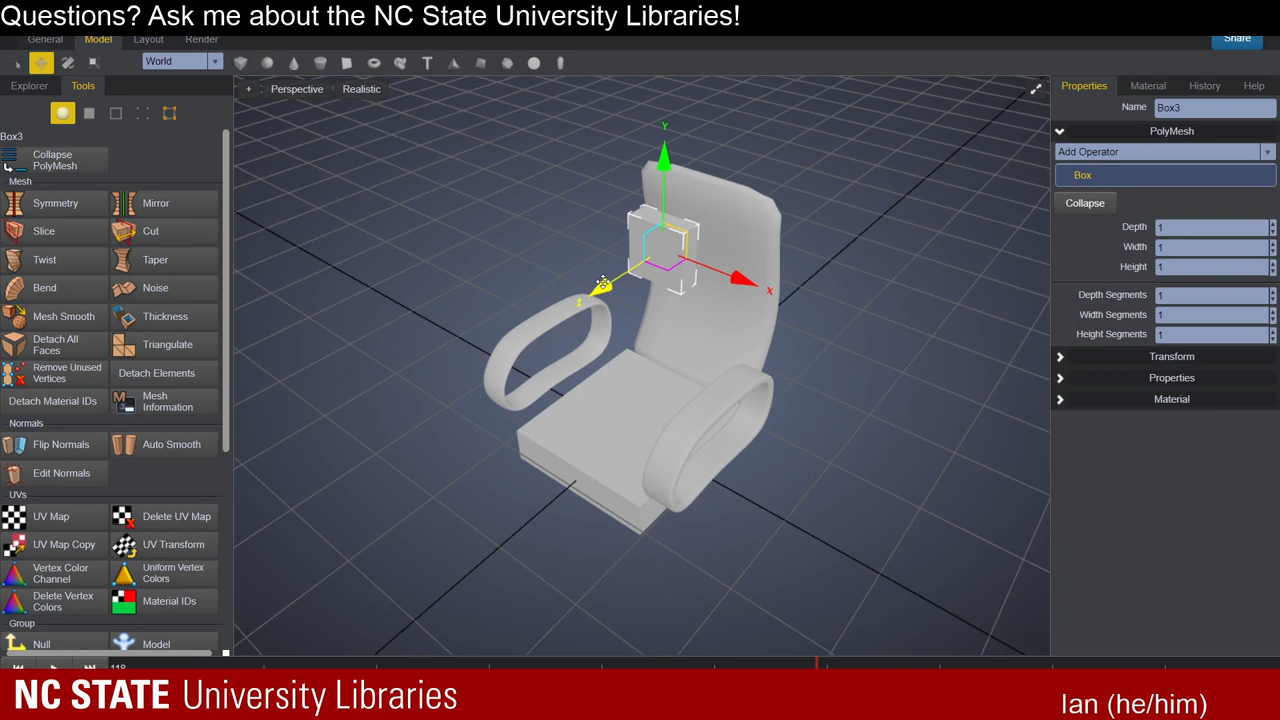 Questions? Ask me about the NC State University Libraries!
General Model Layout Render
Share
World
Explorer Tools
Box3
Collapse
PolyMesh
Mesh
Symmetry Mirror
Slice Cut
Twist Taper
Bend Noise
Mesh Smooth Thickness
Detach All
Faces
Triangulate
Remove Unused
Vertices
Detach Elements
Detach Material IDs
Mesh
Information
Normals
Flip Normals Auto Smooth
Edit Normals
UVs
UV Map Delete UV Map
UV Map Copy UV Transform
Vertex Color
Channel
Uniform Vertex
Colors
Delete Vertex
Colors
Material IDs
Group
Null Model
+ Perspective Realistic
Y
X
Z
Properties Material History Help
Name Box3
PolyMesh
Add Operator
Box
Collapse
Depth 1
Width 1
Height 1
Depth Segments 1
Width Segments 1
Height Segments 1
Transform
Properties
Material
118
NC STATE University Libraries
Ian (he/him)